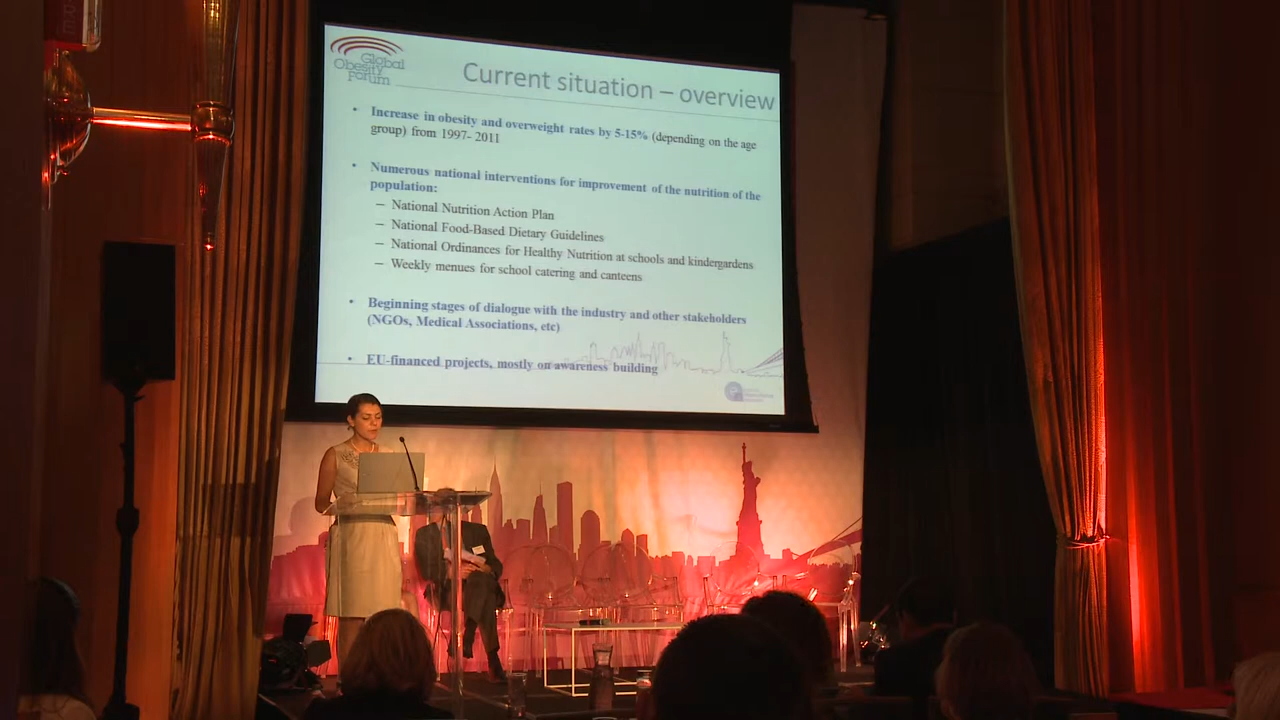 Global
Obesity
Forum
Current situation – overview
• Increase in obesity and overweight rates by 5-15% (depending on the age
group) from 1997- 2011
• Numerous national interventions for improvement of the nutrition of the
population:
– National Nutrition Action Plan
– National Food-Based Dietary Guidelines
– National Ordinances for Healthy Nutrition at schools and kindergardens
– Weekly menues for school catering and canteens
• Beginning stages of dialogue with the industry and other stakeholders
(NGOs, Medical Associations, etc)
• EU-financed projects, mostly on awareness building